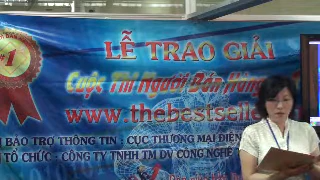 LỄ TRAO GIẢI
Cuộc Thi Người Bán Hàng
#1
www.thebestselle
BẢO TRỢ THÔNG TIN - CỤC THƯƠNG MẠI ĐIỆN
TỔ CHỨC - CÔNG TY TNHH TM DV CÔNG NGHỆ